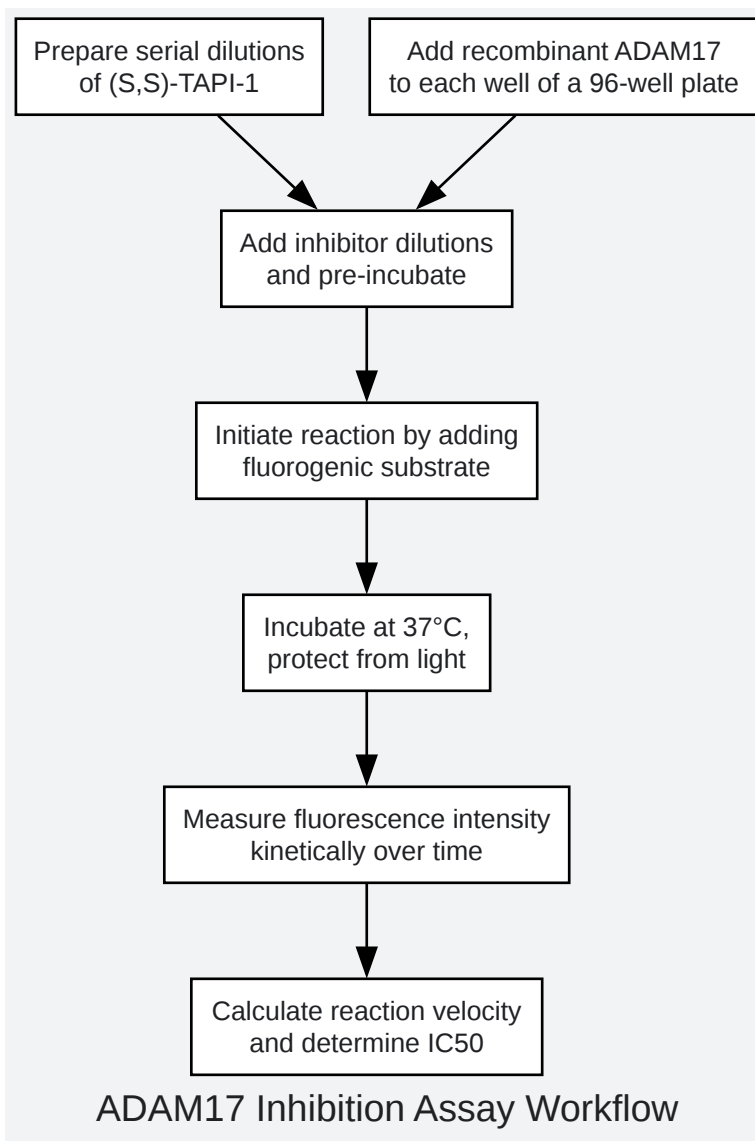 Prepare serial dilutions
of (S,S)-TAPI-1
Add recombinant ADAM17
to each well of a 96-well plate
Add inhibitor dilutions
and pre-incubate
Initiate reaction by adding
fluorogenic substrate
Incubate at 37°C,
protect from light
Measure fluorescence intensity
kinetically over time
Calculate reaction velocity
and determine IC50
ADAM17 Inhibition Assay Workflow